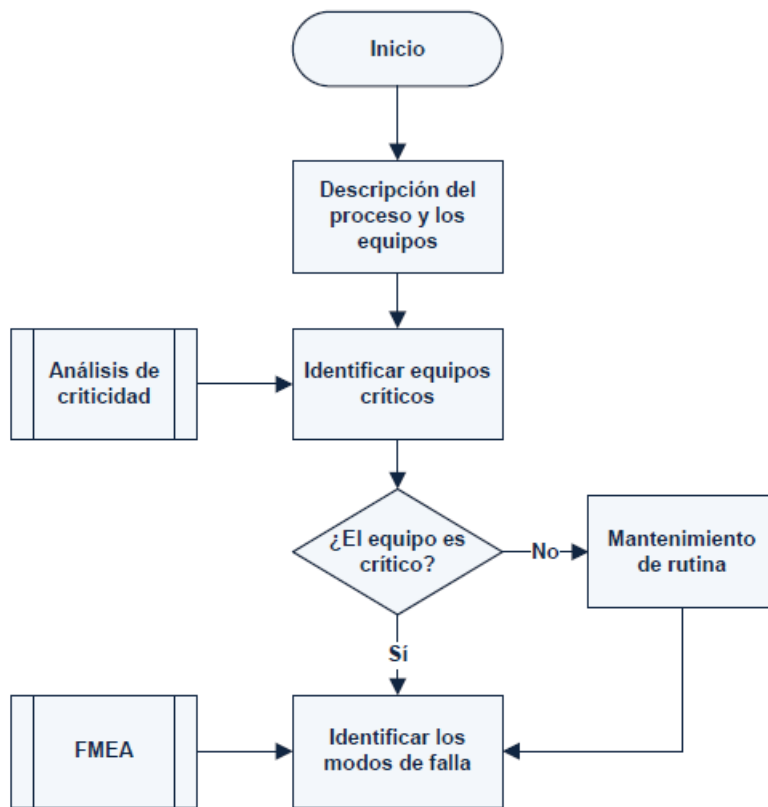 Inicio
Descripción del
proceso y los
equipos
Análisis de
criticidad
Identificar equipos
críticos
¿El equipo es
crítico?
No
Mantenimiento
de rutina
Sí
FMEA
Identificar los
modos de falla